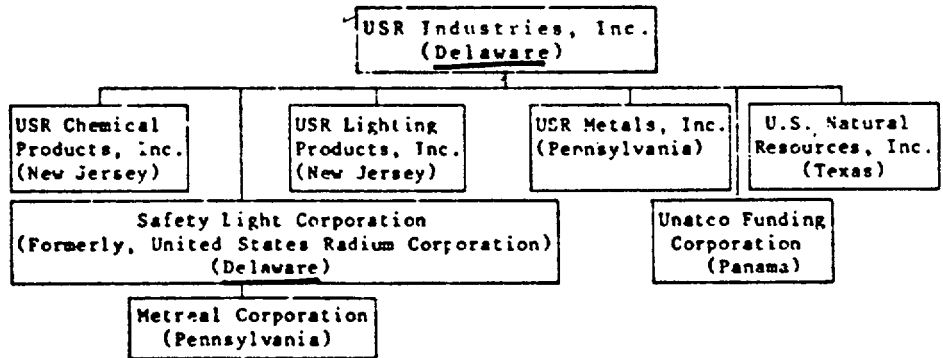 USR Industries, Inc.
(Delaware)
USR Chemical
Products, Inc.
(New Jersey)
USR Lighting
Products, Inc.
(New Jersey)
USR Metals, Inc.
(Pennsylvania)
U.S. Natural
Resources, Inc.
(Texas)
Safety Light Corporation
(Formerly, United States Radium Corporation)
(Delaware)
Unatco Funding
Corporation
(Panama)
Metreal Corporation
(Pennsylvania)